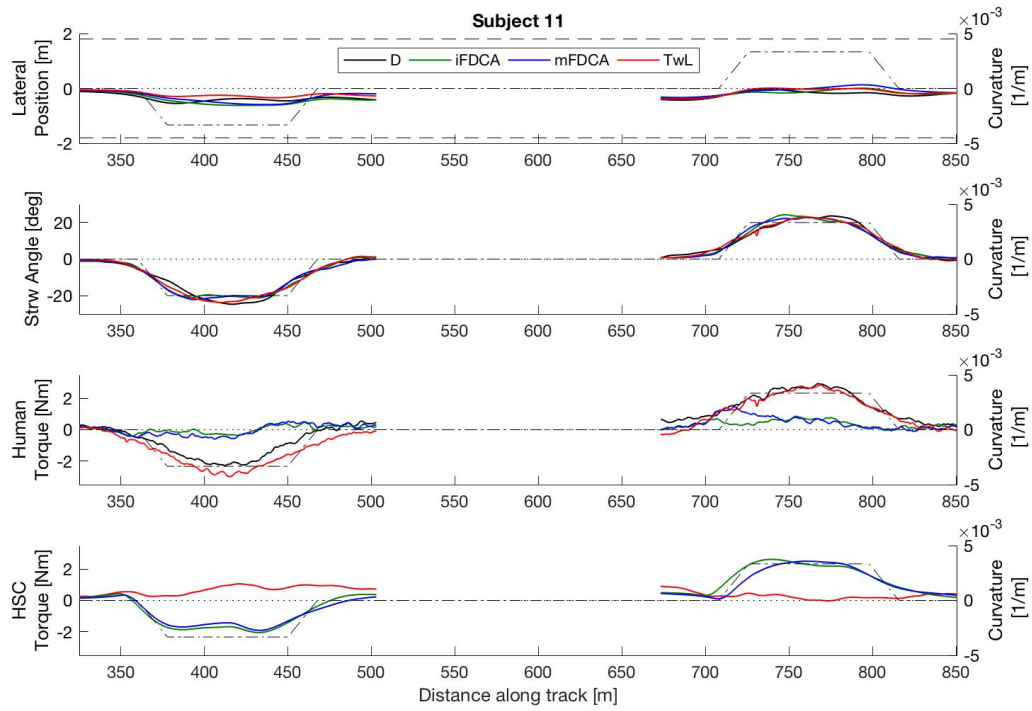 Subject 11
×10⁻³
D iFDCA mFDCA TwL
Lateral
Position [m]
2
0
-2
5
0
-5
Curvature
[1/m]
350 400 450 500 550 600 650 700 750 800 850
×10⁻³
Strw Angle [deg]
20
0
-20
5
0
-5
Curvature
[1/m]
350 400 450 500 550 600 650 700 750 800 850
×10⁻³
Human
Torque [Nm]
2
0
-2
5
0
-5
Curvature
[1/m]
350 400 450 500 550 600 650 700 750 800 850
×10⁻³
HSC
Torque [Nm]
2
0
-2
5
0
-5
Curvature
[1/m]
350 400 450 500 550 600 650 700 750 800 850
Distance along track [m]